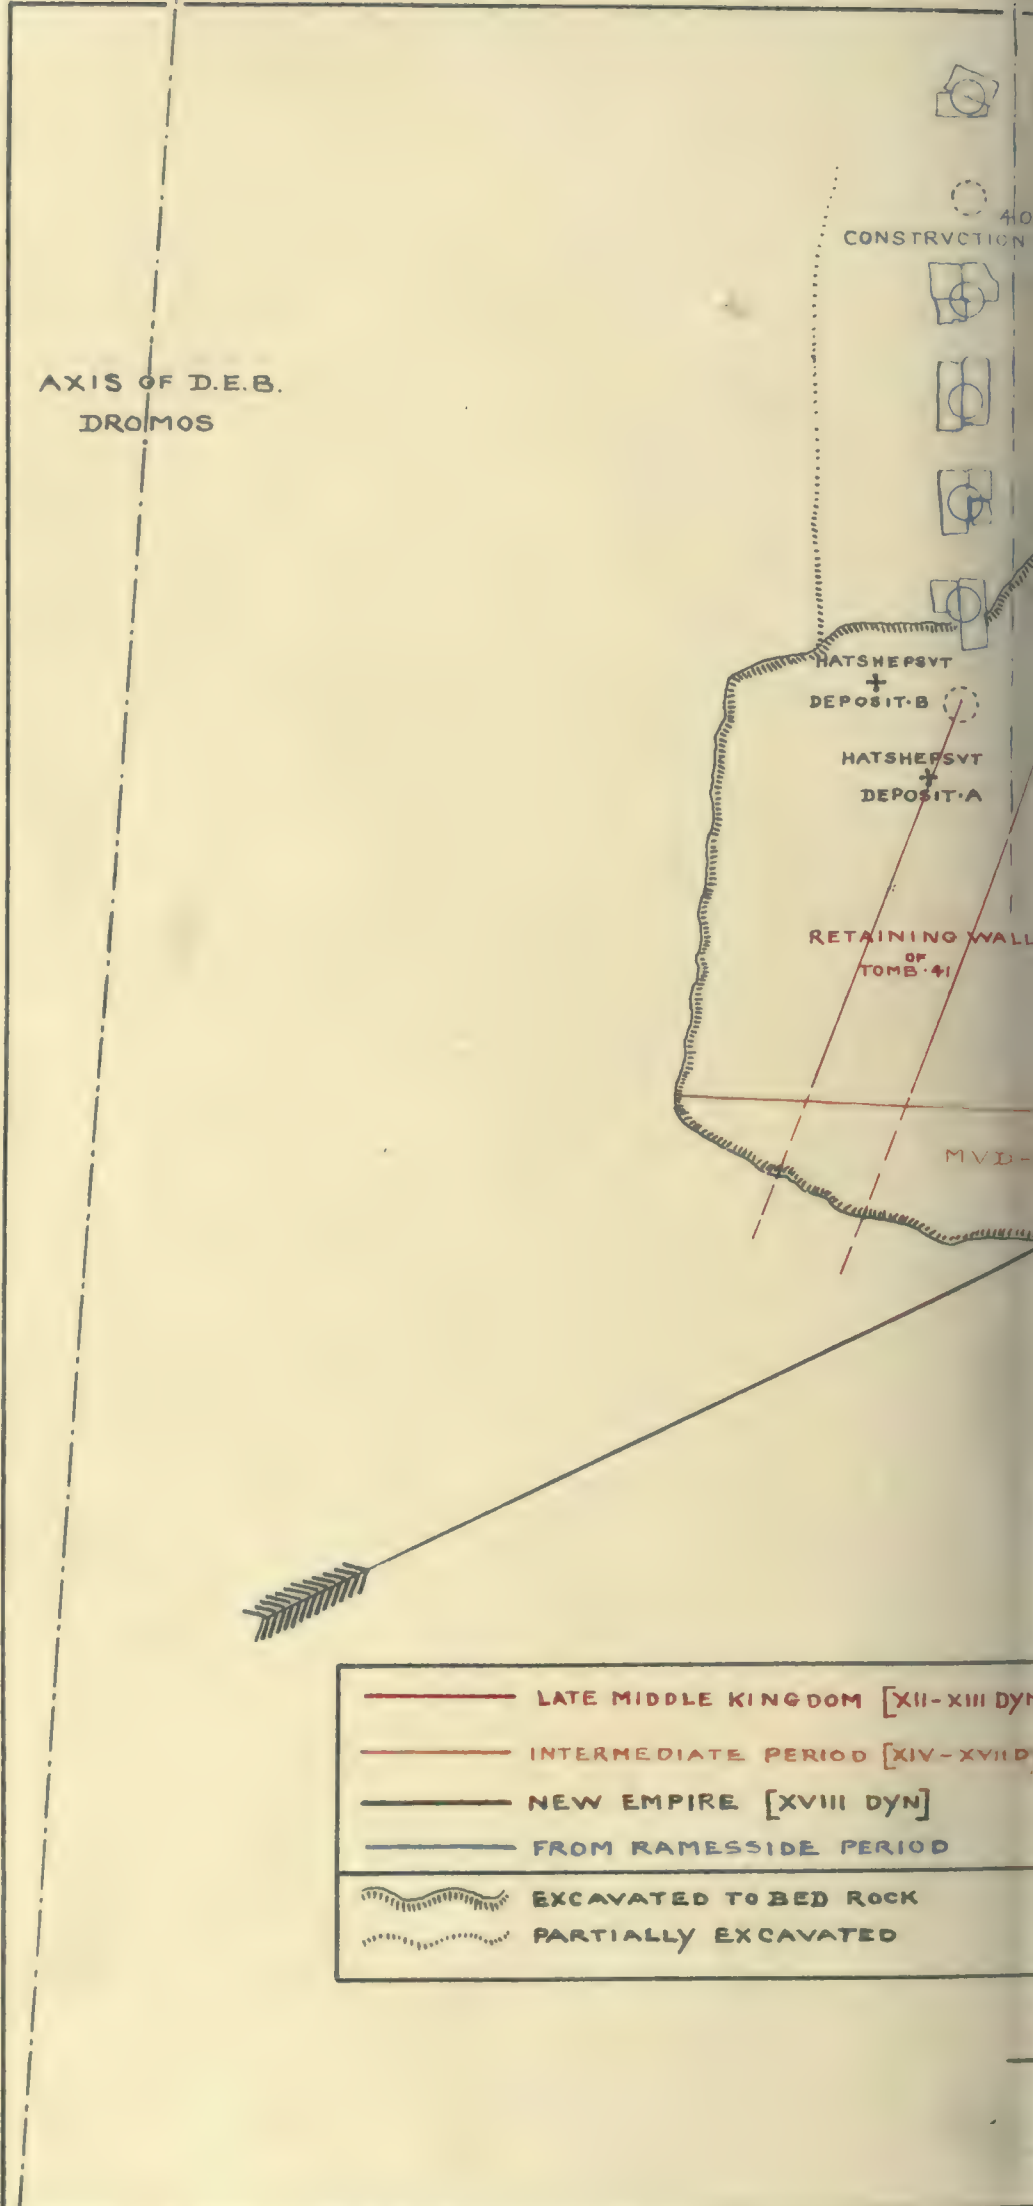 40
CONSTRVCTION
AXIS OF D.E.B.
DROMOS
HATSHEPSVT
DEPOSIT·B
HATSHEPSVT
DEPOSIT·A
RETAINING WALL
OF
TOMB·41
MVD-
LATE MIDDLE KINGDOM [XII-XIII DYN
INTERMEDIATE PERIOD [XIV-XVII D
NEW EMPIRE [XVIII DYN]
FROM RAMESSIDE PERIOD
EXCAVATED TO BED ROCK
PARTIALLY EXCAVATED